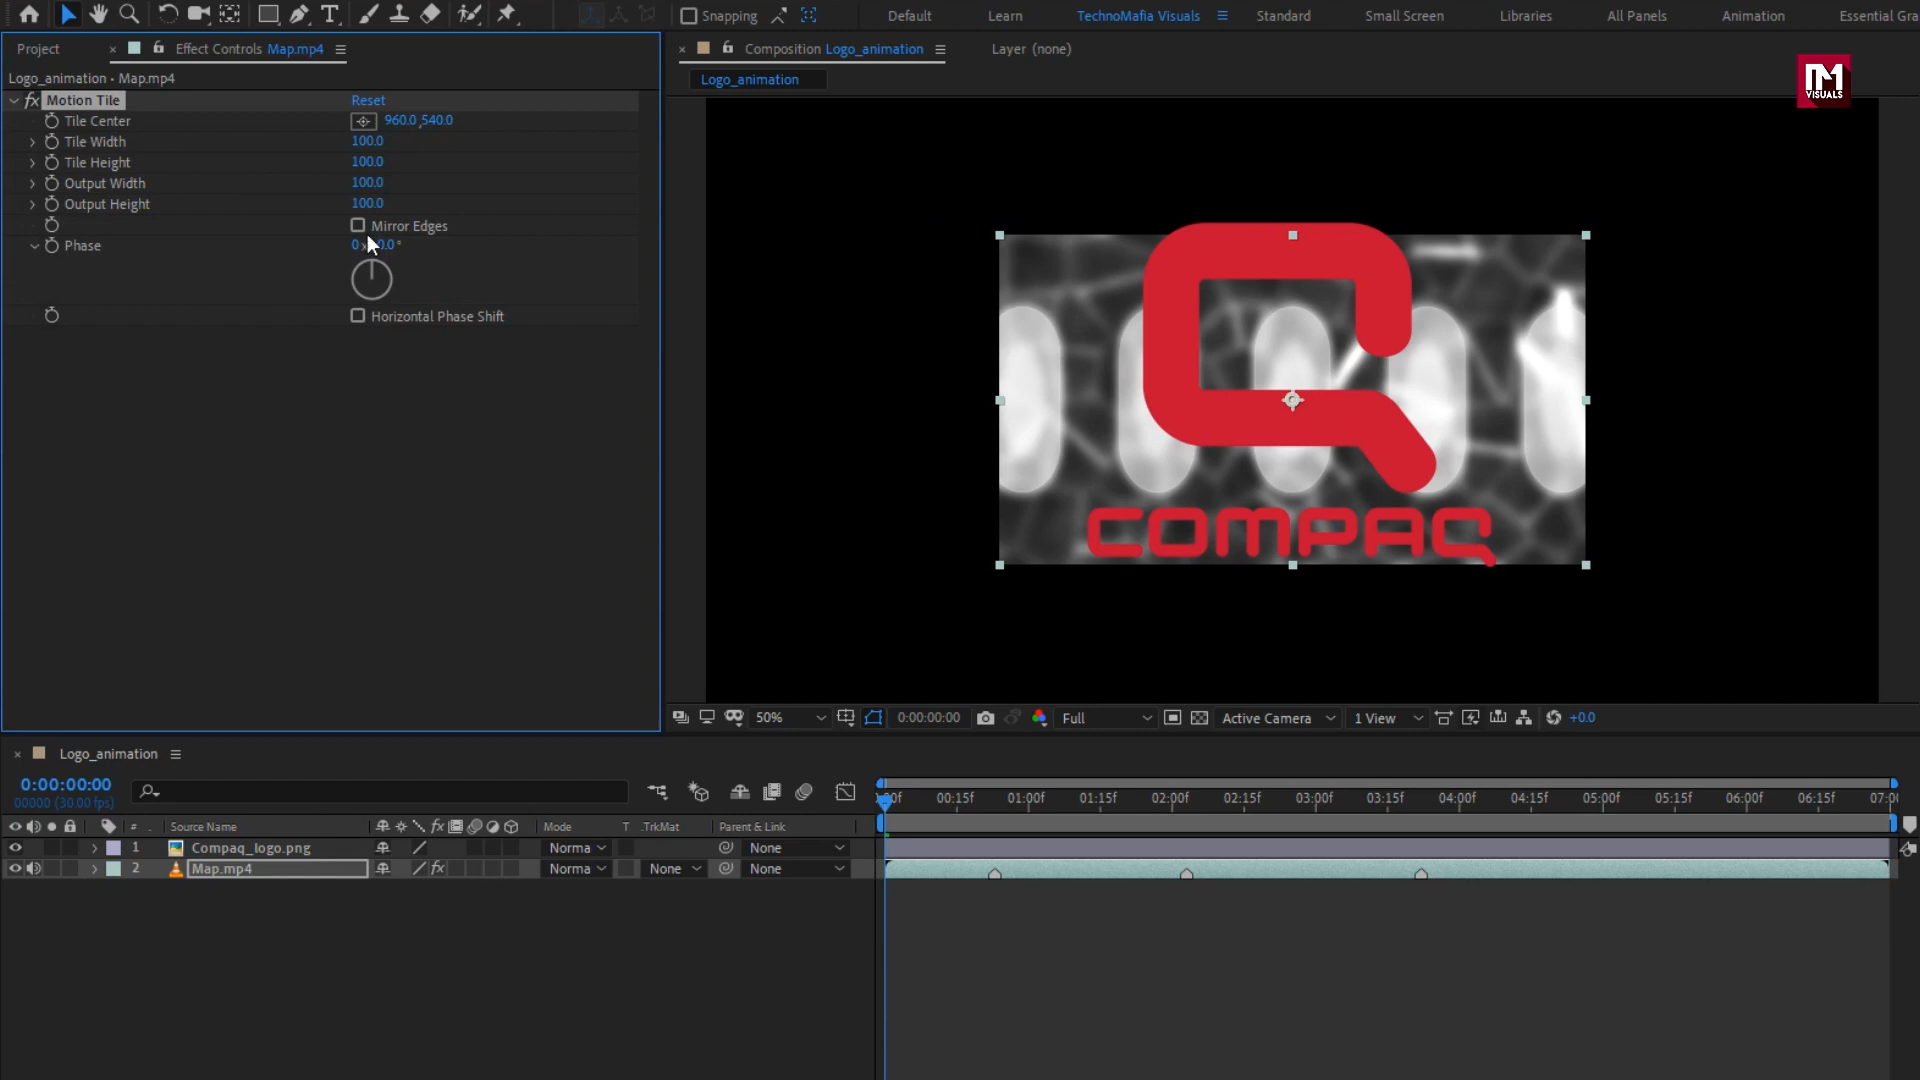 Snapping Default Learn TechnoMafia Visuals Standard Small Screen Libraries All Panels Animation Essential Gra
Project × Effect Controls Map.mp4
× Composition Logo_animation Layer (none)
Logo_animation • Map.mp4
Logo_animation
M VISUALS
fx Motion Tile Reset
Tile Center 960.0,540.0
Tile Width 100.0
Tile Height 100.0
Output Width 100.0
Output Height 100.0
Mirror Edges
Phase
Horizontal Phase Shift
COMPAQ
50% 0:00:00:00 Full Active Camera 1 View +0.0
× Logo_animation
0:00:00:00
00000 (30.00 fps)
00f 00:15f 01:00f 01:15f 02:00f 02:15f 03:00f 03:15f 04:00f 04:15f 05:00f 05:15f 06:00f 06:15f 07:00
# . Source Name fx Mode T .TrkMat Parent & Link
1 Compaq_logo.png Norma None
2 Map.mp4 fx Norma None None